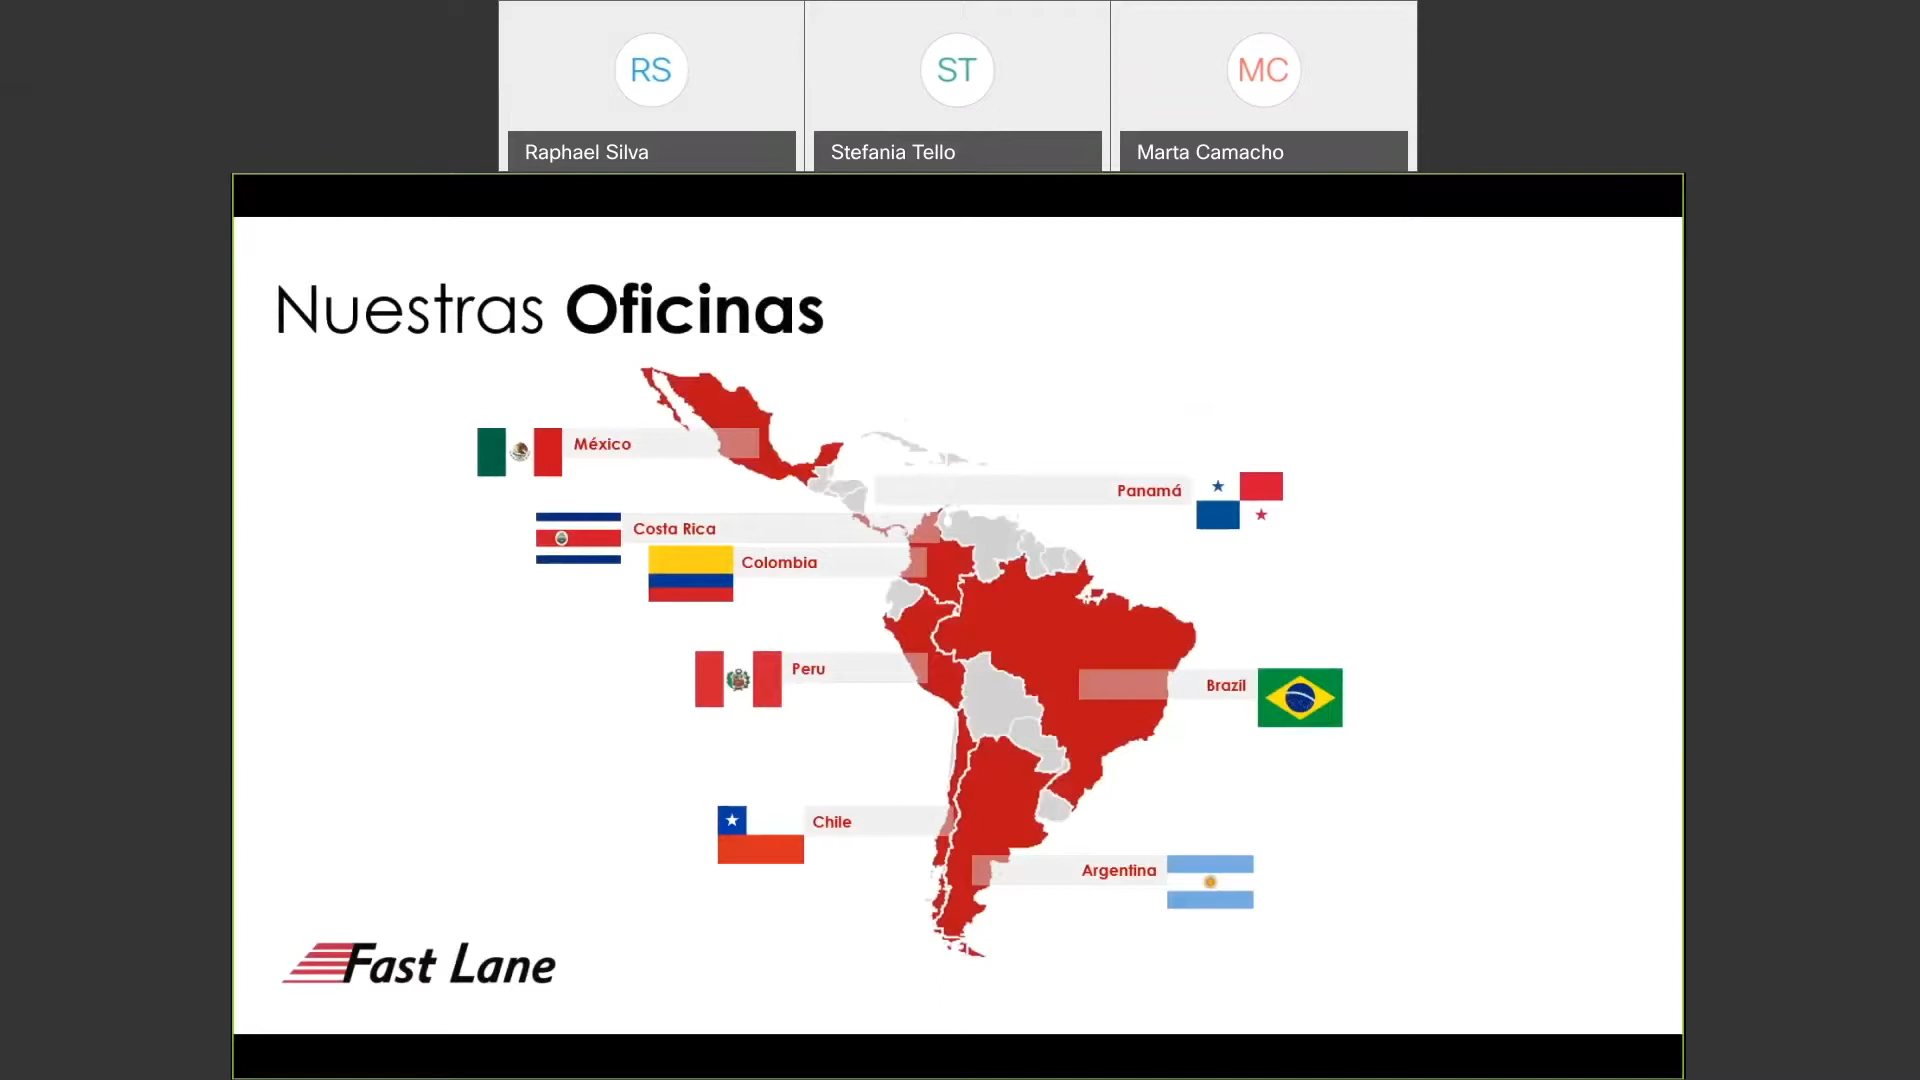 RS
ST
MC
Raphael Silva
Stefania Tello
Marta Camacho
Nuestras Oficinas
México
Panamá
Costa Rica
Colombia
Peru
Brazil
Chile
Argentina
Fast Lane